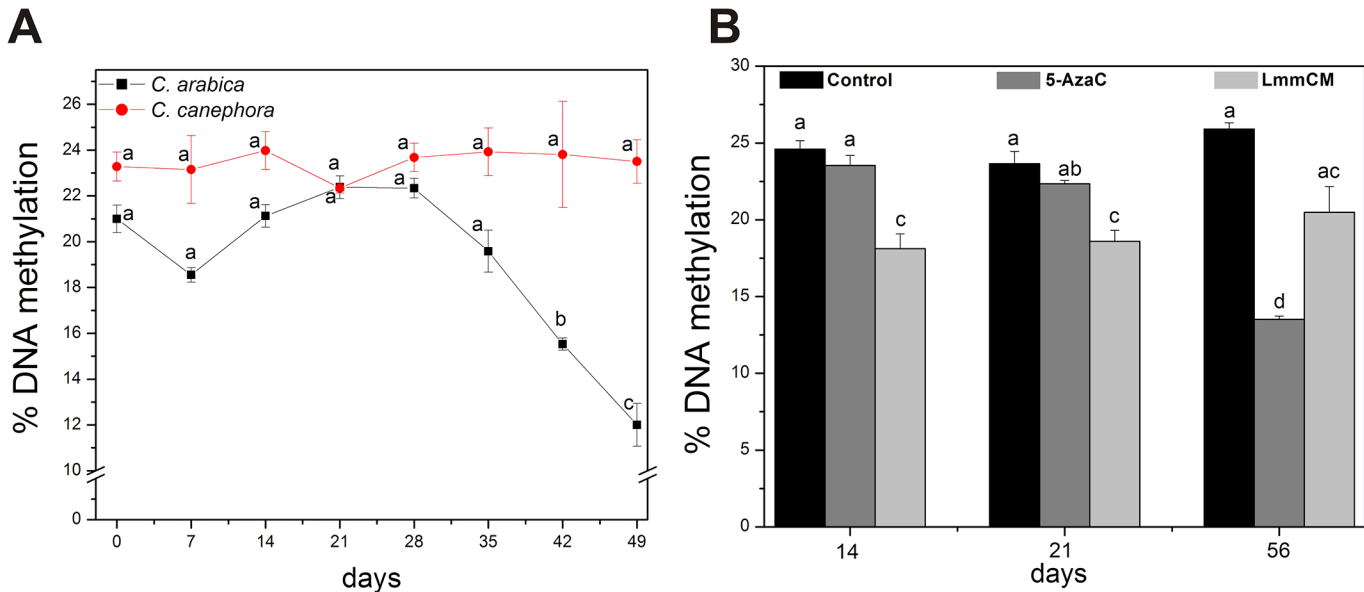 A
C. arabica
C. canephora
% DNA methylation
26
24
22
20
18
16
14
12
10
0
a a a a a a a a
a a a a a a b c
0 7 14 21 28 35 42 49
days
B
Control 5-AzaC LmmCM
% DNA methylation
30
25
20
15
10
5
0
a a c
a ab c
a d ac
14 21 56
days